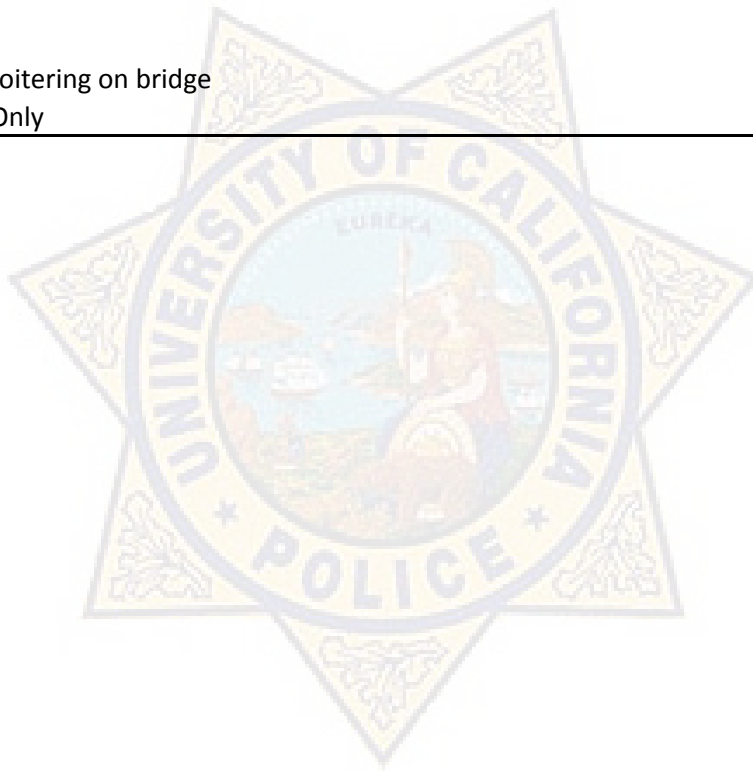 oitering on bridge
Only
UNIVERSITY OF CALIFORNIA
EUREKA
POLICE